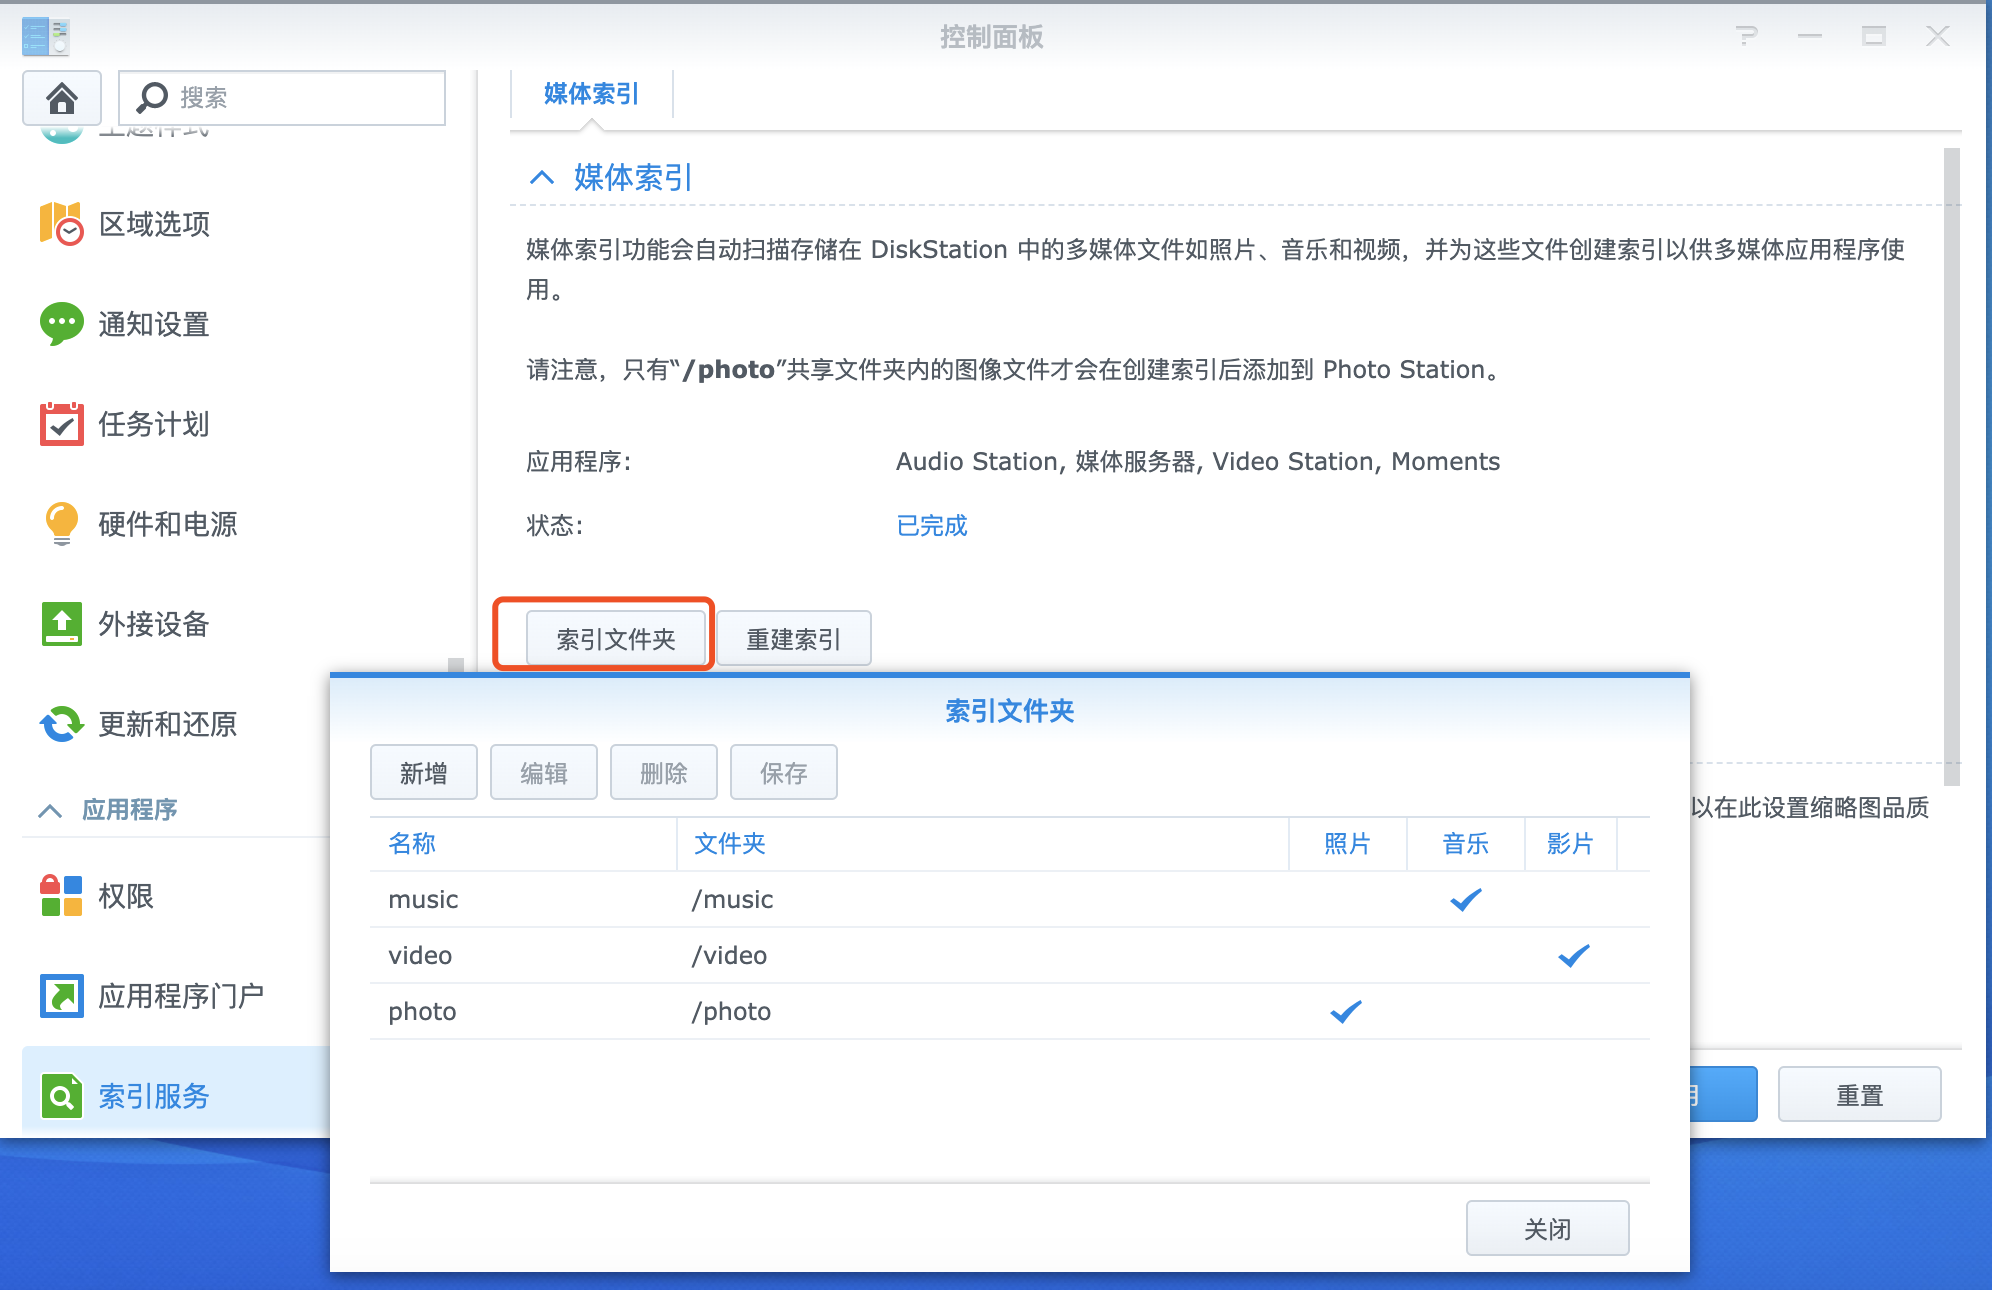 控制面板
搜索
主题样式
区域选项
通知设置
任务计划
硬件和电源
外接设备
更新和还原
应用程序
权限
应用程序门户
索引服务
媒体索引
媒体索引
媒体索引功能会自动扫描存储在 DiskStation 中的多媒体文件如照片、音乐和视频，并为这些文件创建索引以供多媒体应用程序使
用。
请注意，只有“/photo”共享文件夹内的图像文件才会在创建索引后添加到 Photo Station。
应用程序: Audio Station, 媒体服务器, Video Station, Moments
状态: 已完成
索引文件夹 重建索引
以在此设置缩略图品质
重置
索引文件夹
新增 编辑 删除 保存
名称 文件夹 照片 音乐 影片
music /music
video /video
photo /photo
关闭